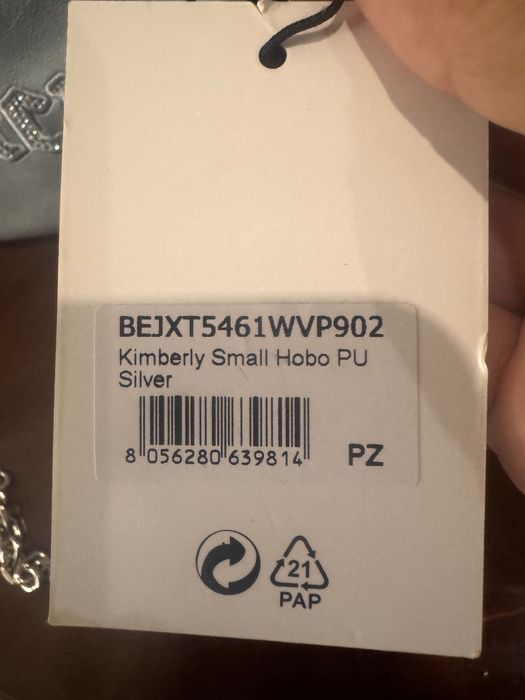 BEJXT5461WVP902
Kimberly Small Hobo PU
Silver
8 056280 639814
PZ
21
PAP